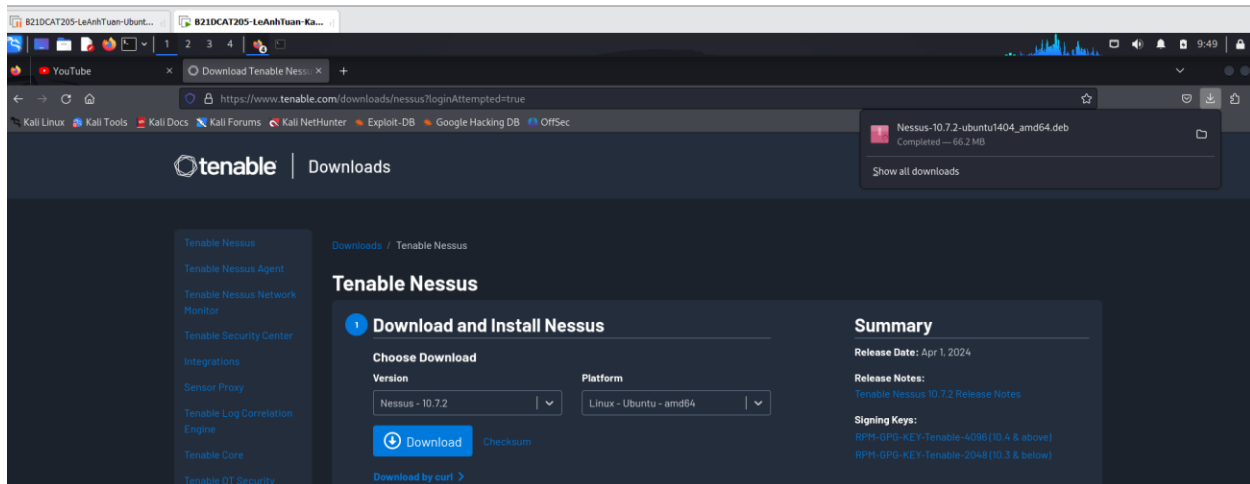 B21DCAT205-LeAnhTuan-Ubunt...
B21DCAT205-LeAnhTuan-Ka...
1 2 3 4
9:49
YouTube
Download Tenable Nessu
https://www.tenable.com/downloads/nessus?loginAttempted=true
Kali Linux Kali Tools Kali Docs Kali Forums Kali NetHunter Exploit-DB Google Hacking DB OffSec
Nessus-10.7.2-ubuntu1404_amd64.deb
Completed — 66.2 MB
Show all downloads
tenable | Downloads
Tenable Nessus
Tenable Nessus Agent
Tenable Nessus Network
Monitor
Tenable Security Center
Integrations
Sensor Proxy
Tenable Log Correlation
Engine
Tenable Core
Tenable OT Security
Downloads / Tenable Nessus
Tenable Nessus
1 Download and Install Nessus
Choose Download
Version
Nessus - 10.7.2
Platform
Linux - Ubuntu - amd64
Download
Checksum
Download by curl
Summary
Release Date: Apr 1, 2024
Release Notes:
Tenable Nessus 10.7.2 Release Notes
Signing Keys:
RPM-GPG-KEY-Tenable-4096 (10.4 & above)
RPM-GPG-KEY-Tenable-2048 (10.3 & below)